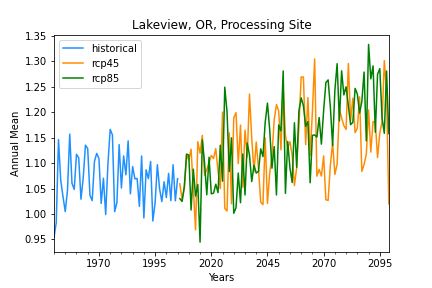 Lakeview, OR, Processing Site
historical
rcp45
rcp85
Annual Mean
1.35
1.30
1.25
1.20
1.15
1.10
1.05
1.00
0.95
1970
1995
2020
2045
2070
2095
Years